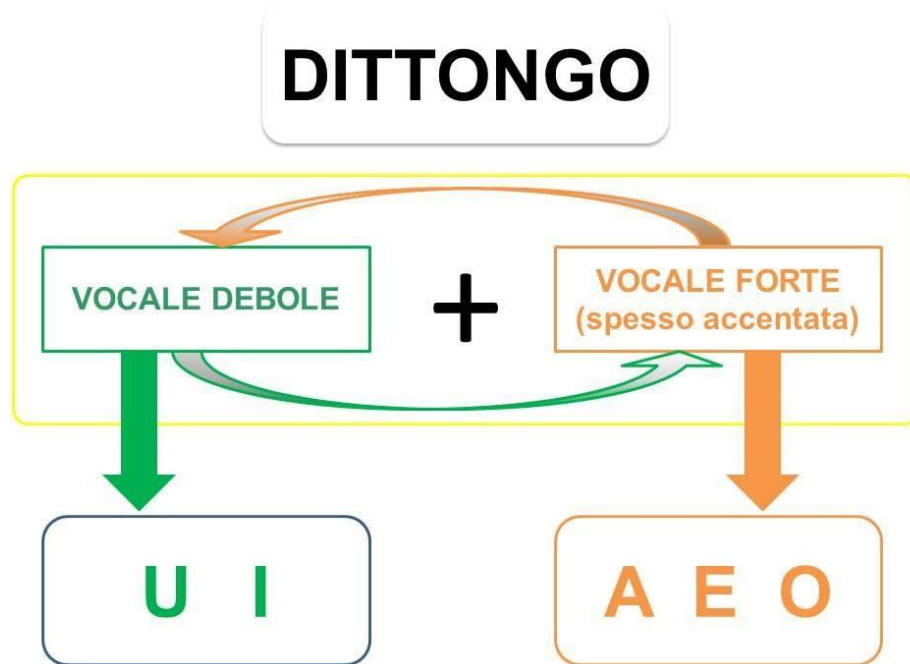 DITTONGO
VOCALE DEBOLE
+
VOCALE FORTE
(spesso accentata)
U I
A E O